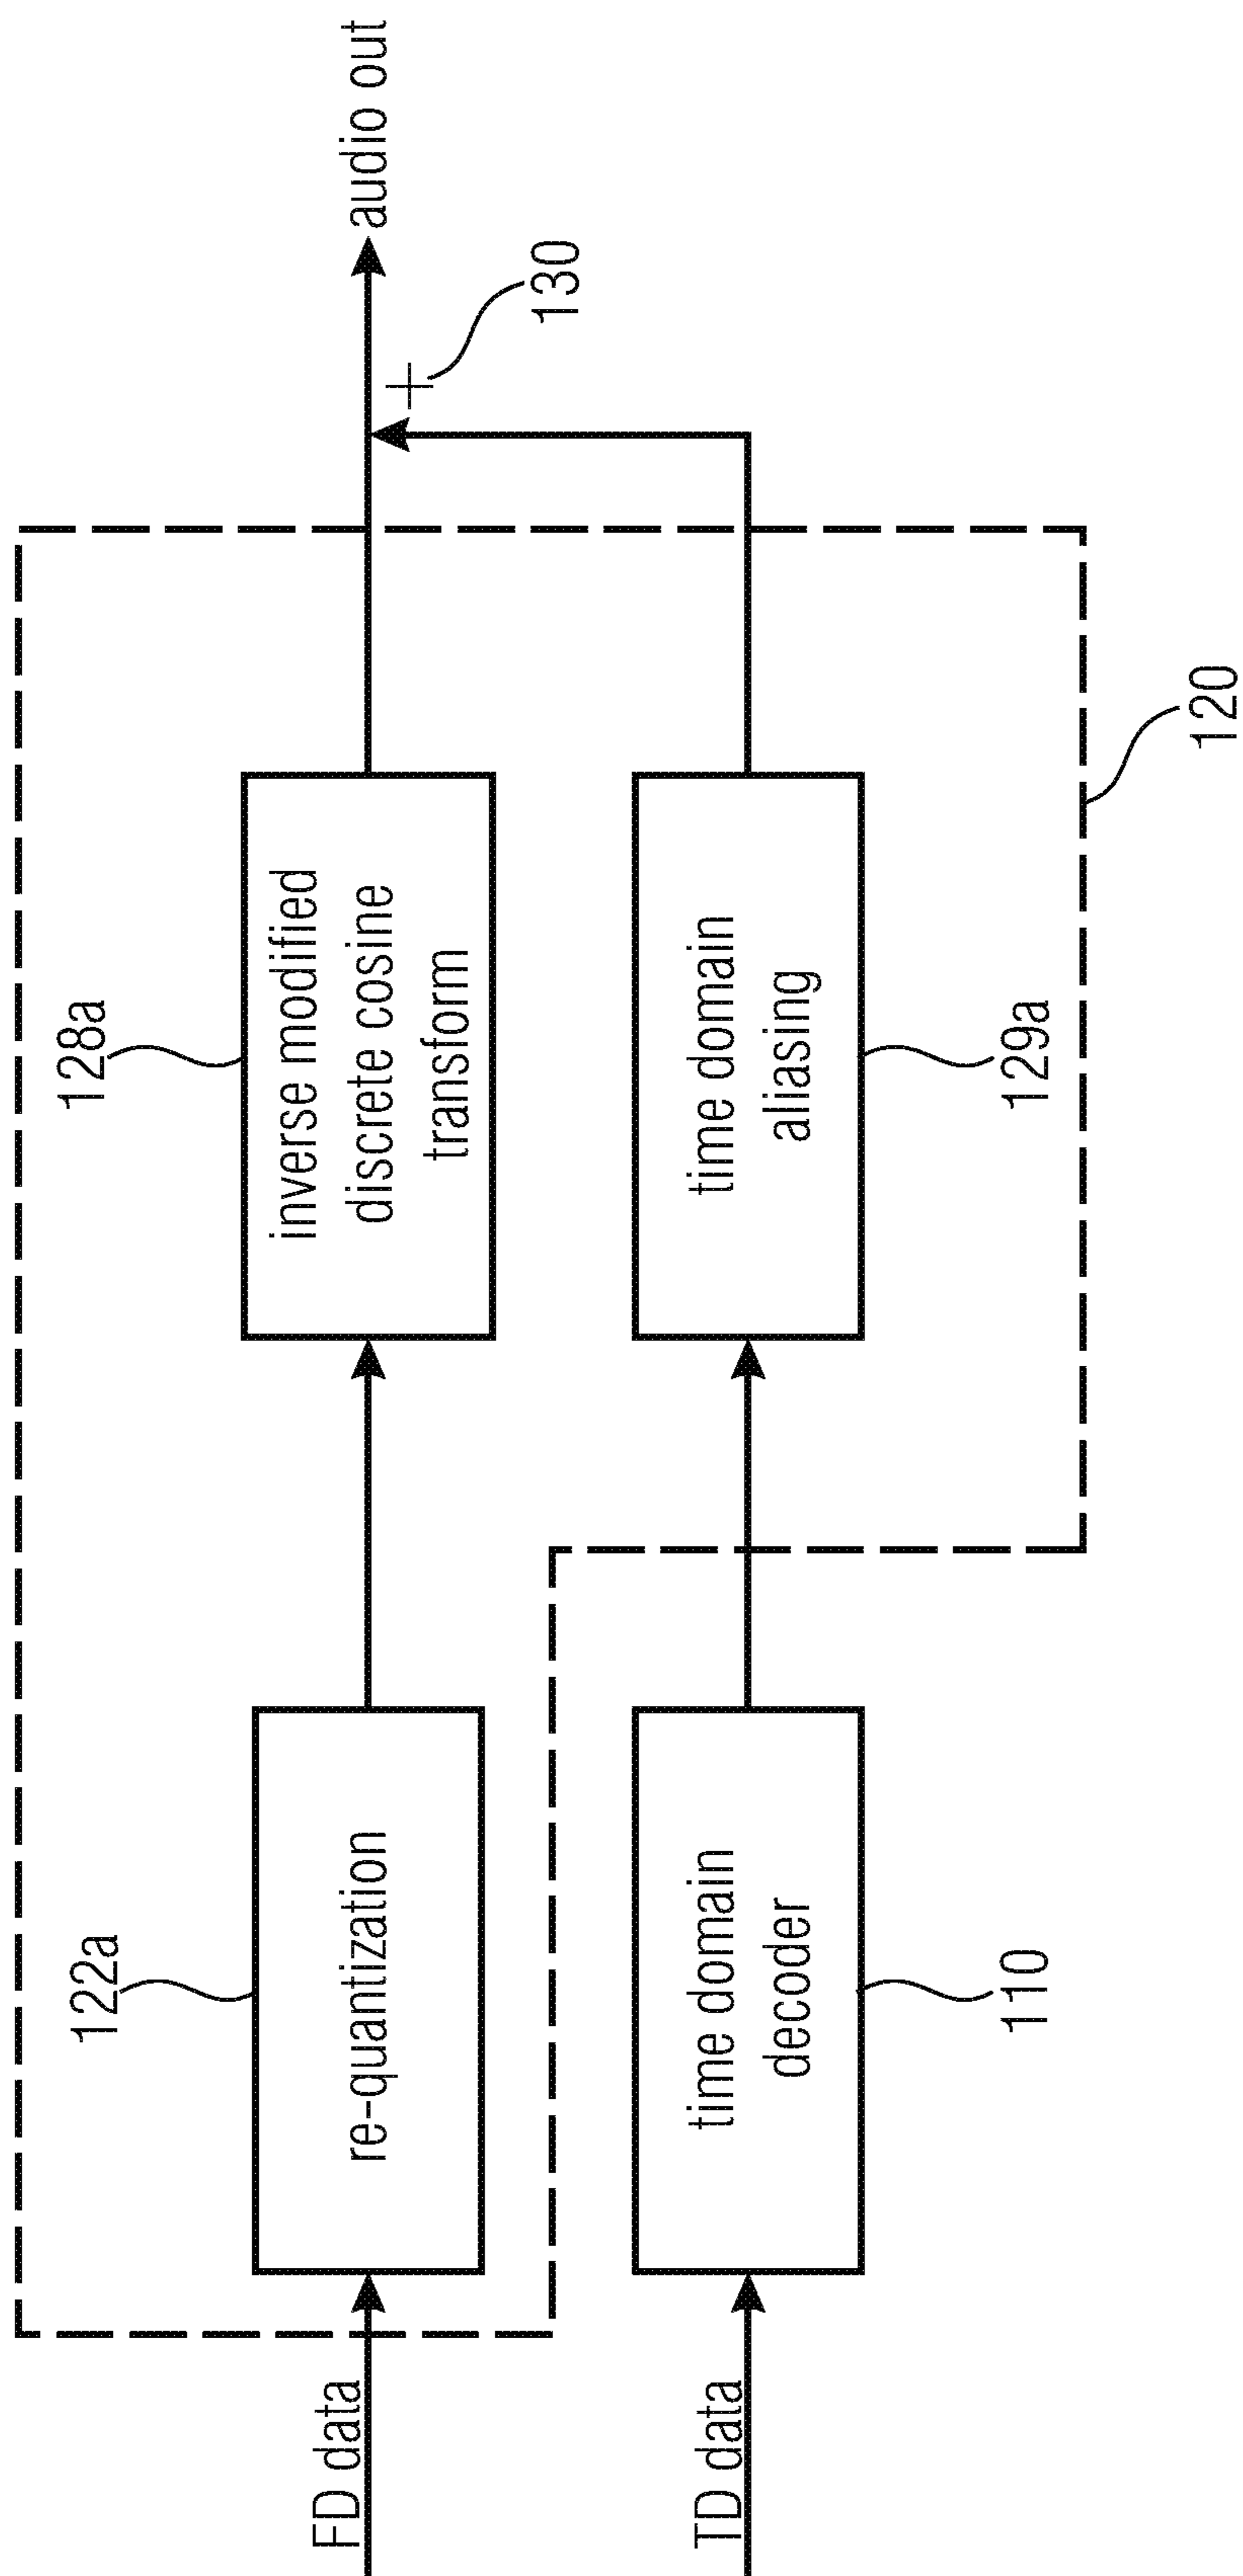 122a
128a
FD data
re-quantization
inverse modified
discrete cosine
transform
audio out
+
130
TD data
time domain
decoder
time domain
aliasing
110
129a
120